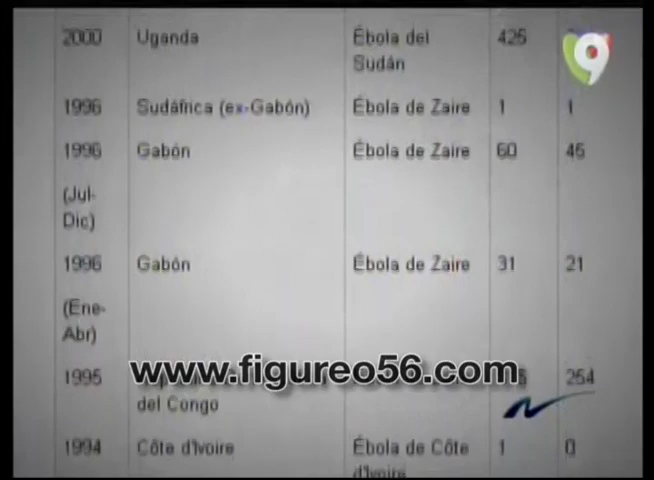 2000 Uganda Ébola del 425
Sudán
1996 Sudáfrica (ex-Gabón) Ébola de Zaire 1 1
1996 Gabón Ébola de Zaire 60 45
(Jul-
Dic)
1996 Gabón Ébola de Zaire 31 21
(Ene-
Abr)
1995 254
www.figureo56.com
del Congo
1994 Côte d'Ivoire Ébola de Côte 1 0
d'Ivoire
9